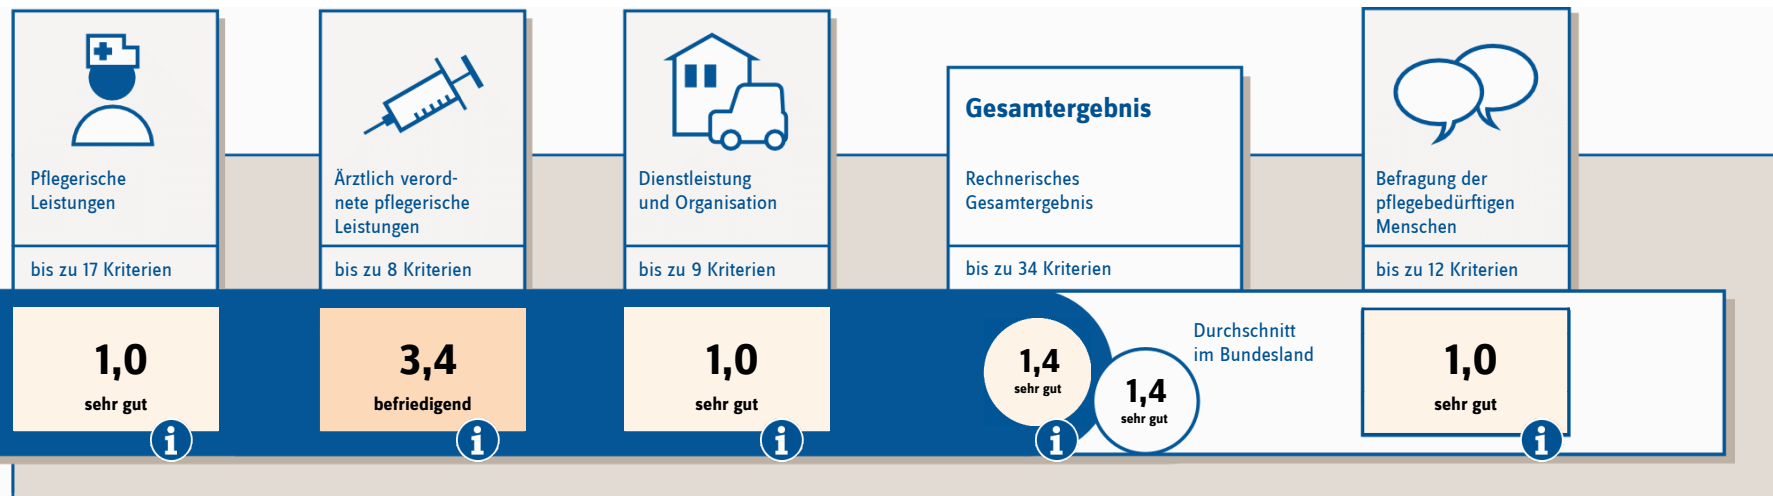 Pflegerische
Leistungen
bis zu 17 Kriterien
1,0
sehr gut
i
Ärztlich verord-
nete pflegerische
Leistungen
bis zu 8 Kriterien
3,4
befriedigend
i
Dienstleistung
und Organisation
bis zu 9 Kriterien
1,0
sehr gut
i
Gesamtergebnis
Rechnerisches
Gesamtergebnis
bis zu 34 Kriterien
1,4
sehr gut
i
1,4
sehr gut
Durchschnitt
im Bundesland
Befragung der
pflegebedürftigen
Menschen
bis zu 12 Kriterien
1,0
sehr gut
i